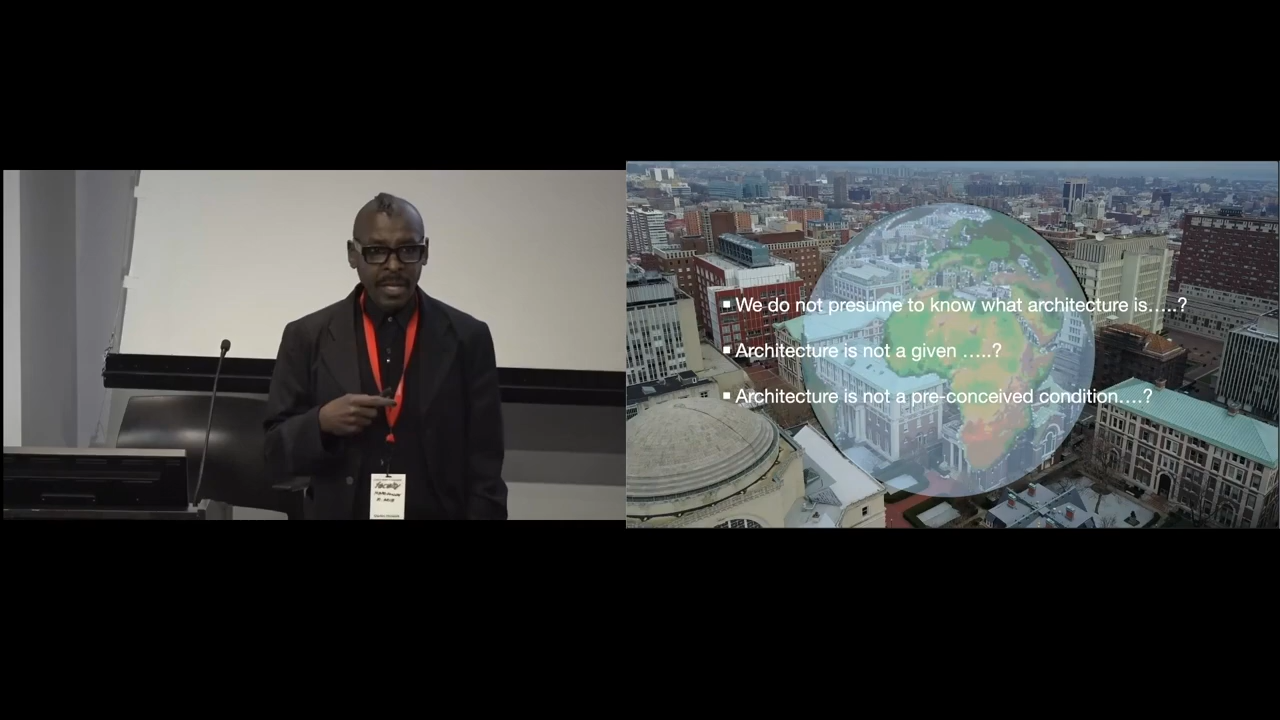 Faculty
▪ We do not presume to know what architecture is…..?
▪ Architecture is not a given …..?
▪ Architecture is not a pre-conceived condition….?